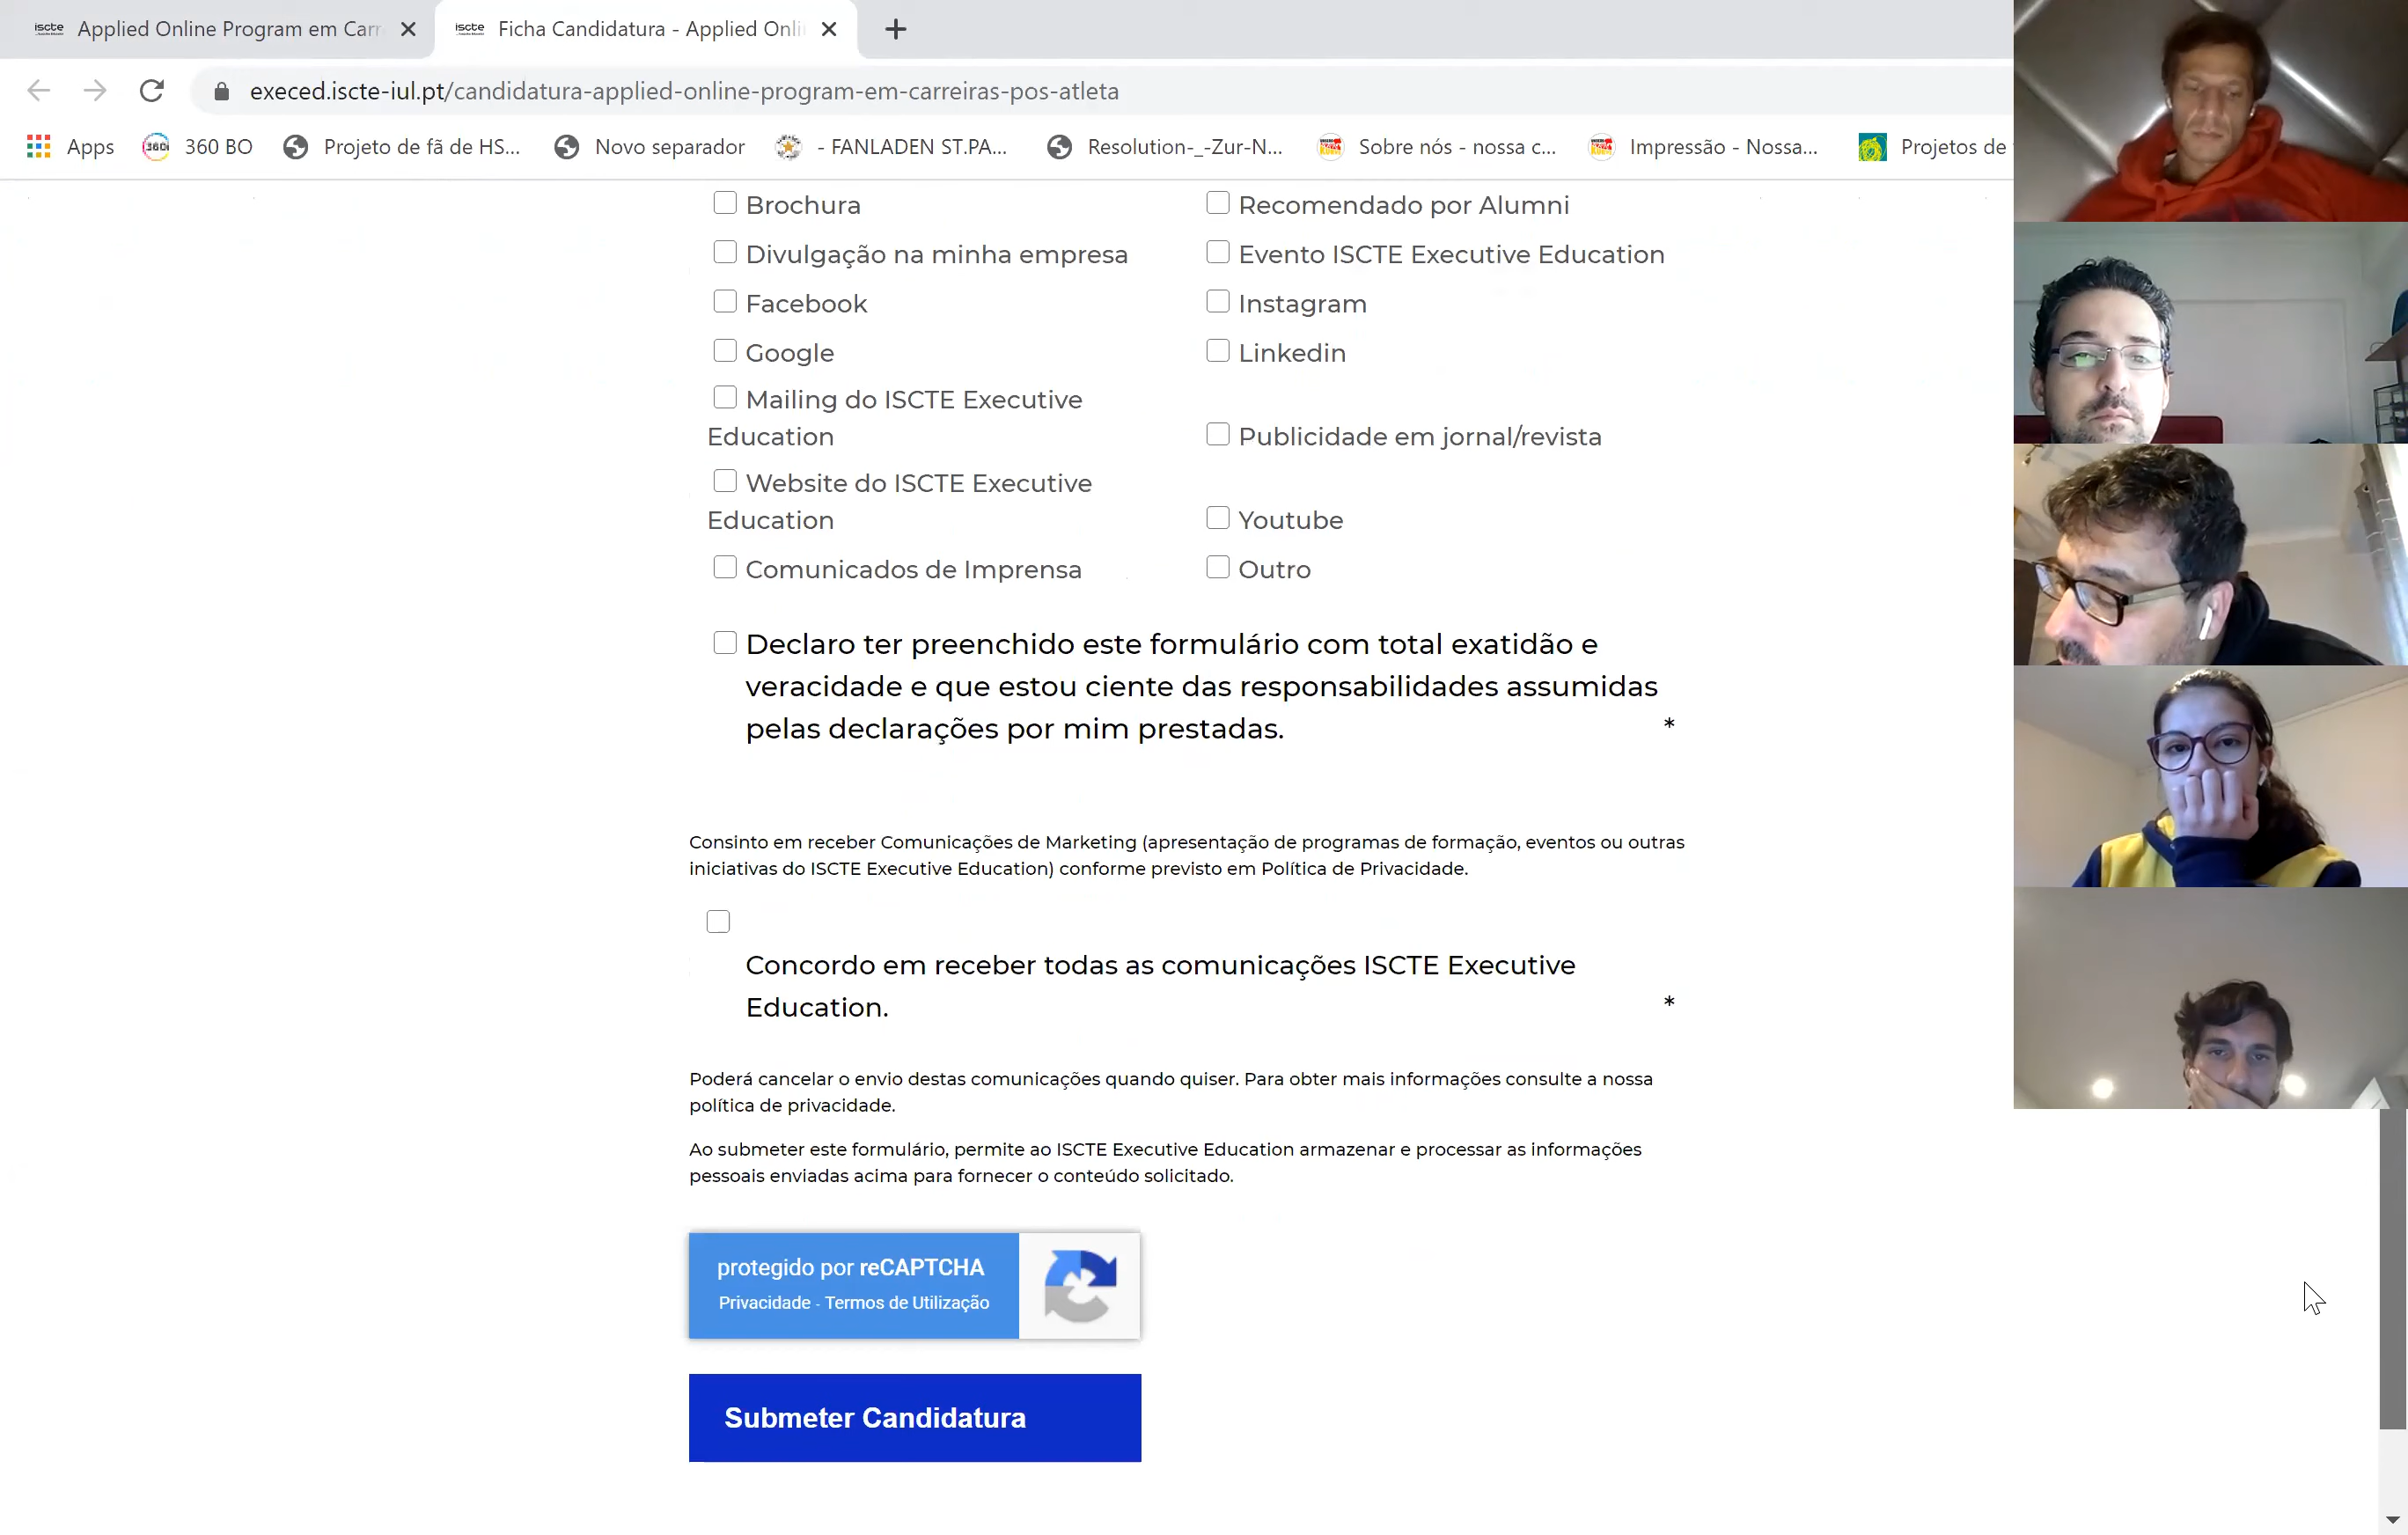 iscte Applied Online Program em Carr
iscte Ficha Candidatura - Applied Onli
execed.iscte-iul.pt/candidatura-applied-online-program-em-carreiras-pos-atleta
Apps 360 BO Projeto de fã de HS... Novo separador - FANLADEN ST.PA... Resolution-_-Zur-N... Sobre nós - nossa c... Impressão - Nossa... Projetos de
Brochura
Recomendado por Alumni
Divulgação na minha empresa
Evento ISCTE Executive Education
Facebook
Instagram
Google
Linkedin
Mailing do ISCTE Executive
Education
Publicidade em jornal/revista
Website do ISCTE Executive
Education
Youtube
Comunicados de Imprensa
Outro
Declaro ter preenchido este formulário com total exatidão e
veracidade e que estou ciente das responsabilidades assumidas
pelas declarações por mim prestadas. *
Consinto em receber Comunicações de Marketing (apresentação de programas de formação, eventos ou outras
iniciativas do ISCTE Executive Education) conforme previsto em Política de Privacidade.
Concordo em receber todas as comunicações ISCTE Executive
Education. *
Poderá cancelar o envio destas comunicações quando quiser. Para obter mais informações consulte a nossa
política de privacidade.
Ao submeter este formulário, permite ao ISCTE Executive Education armazenar e processar as informações
pessoais enviadas acima para fornecer o conteúdo solicitado.
protegido por reCAPTCHA
Privacidade - Termos de Utilização
Submeter Candidatura